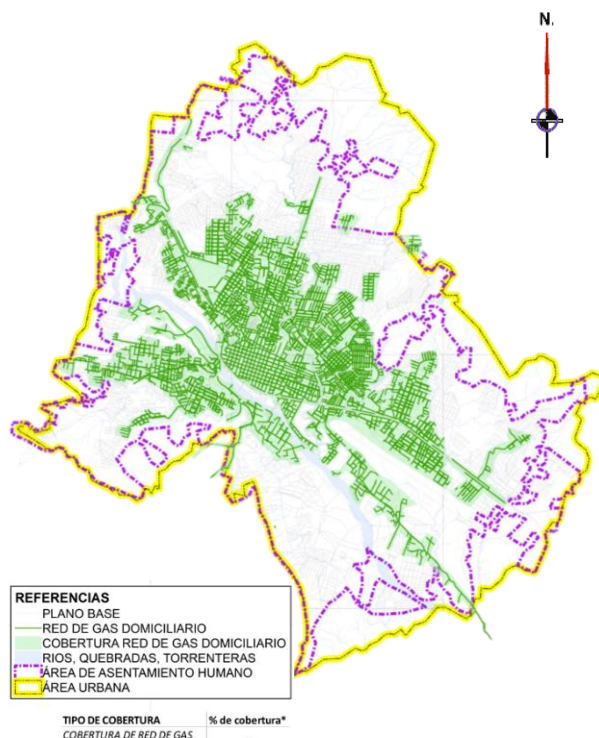 N.
REFERENCIAS
PLANO BASE
RED DE GAS DOMICILIARIO
COBERTURA RED DE GAS DOMICILIARIO
RIOS, QUEBRADAS, TORRENTERAS
ÁREA DE ASENTAMIENTO HUMANO
ÁREA URBANA
TIPO DE COBERTURA % de cobertura*
COBERTURA DE RED DE GAS